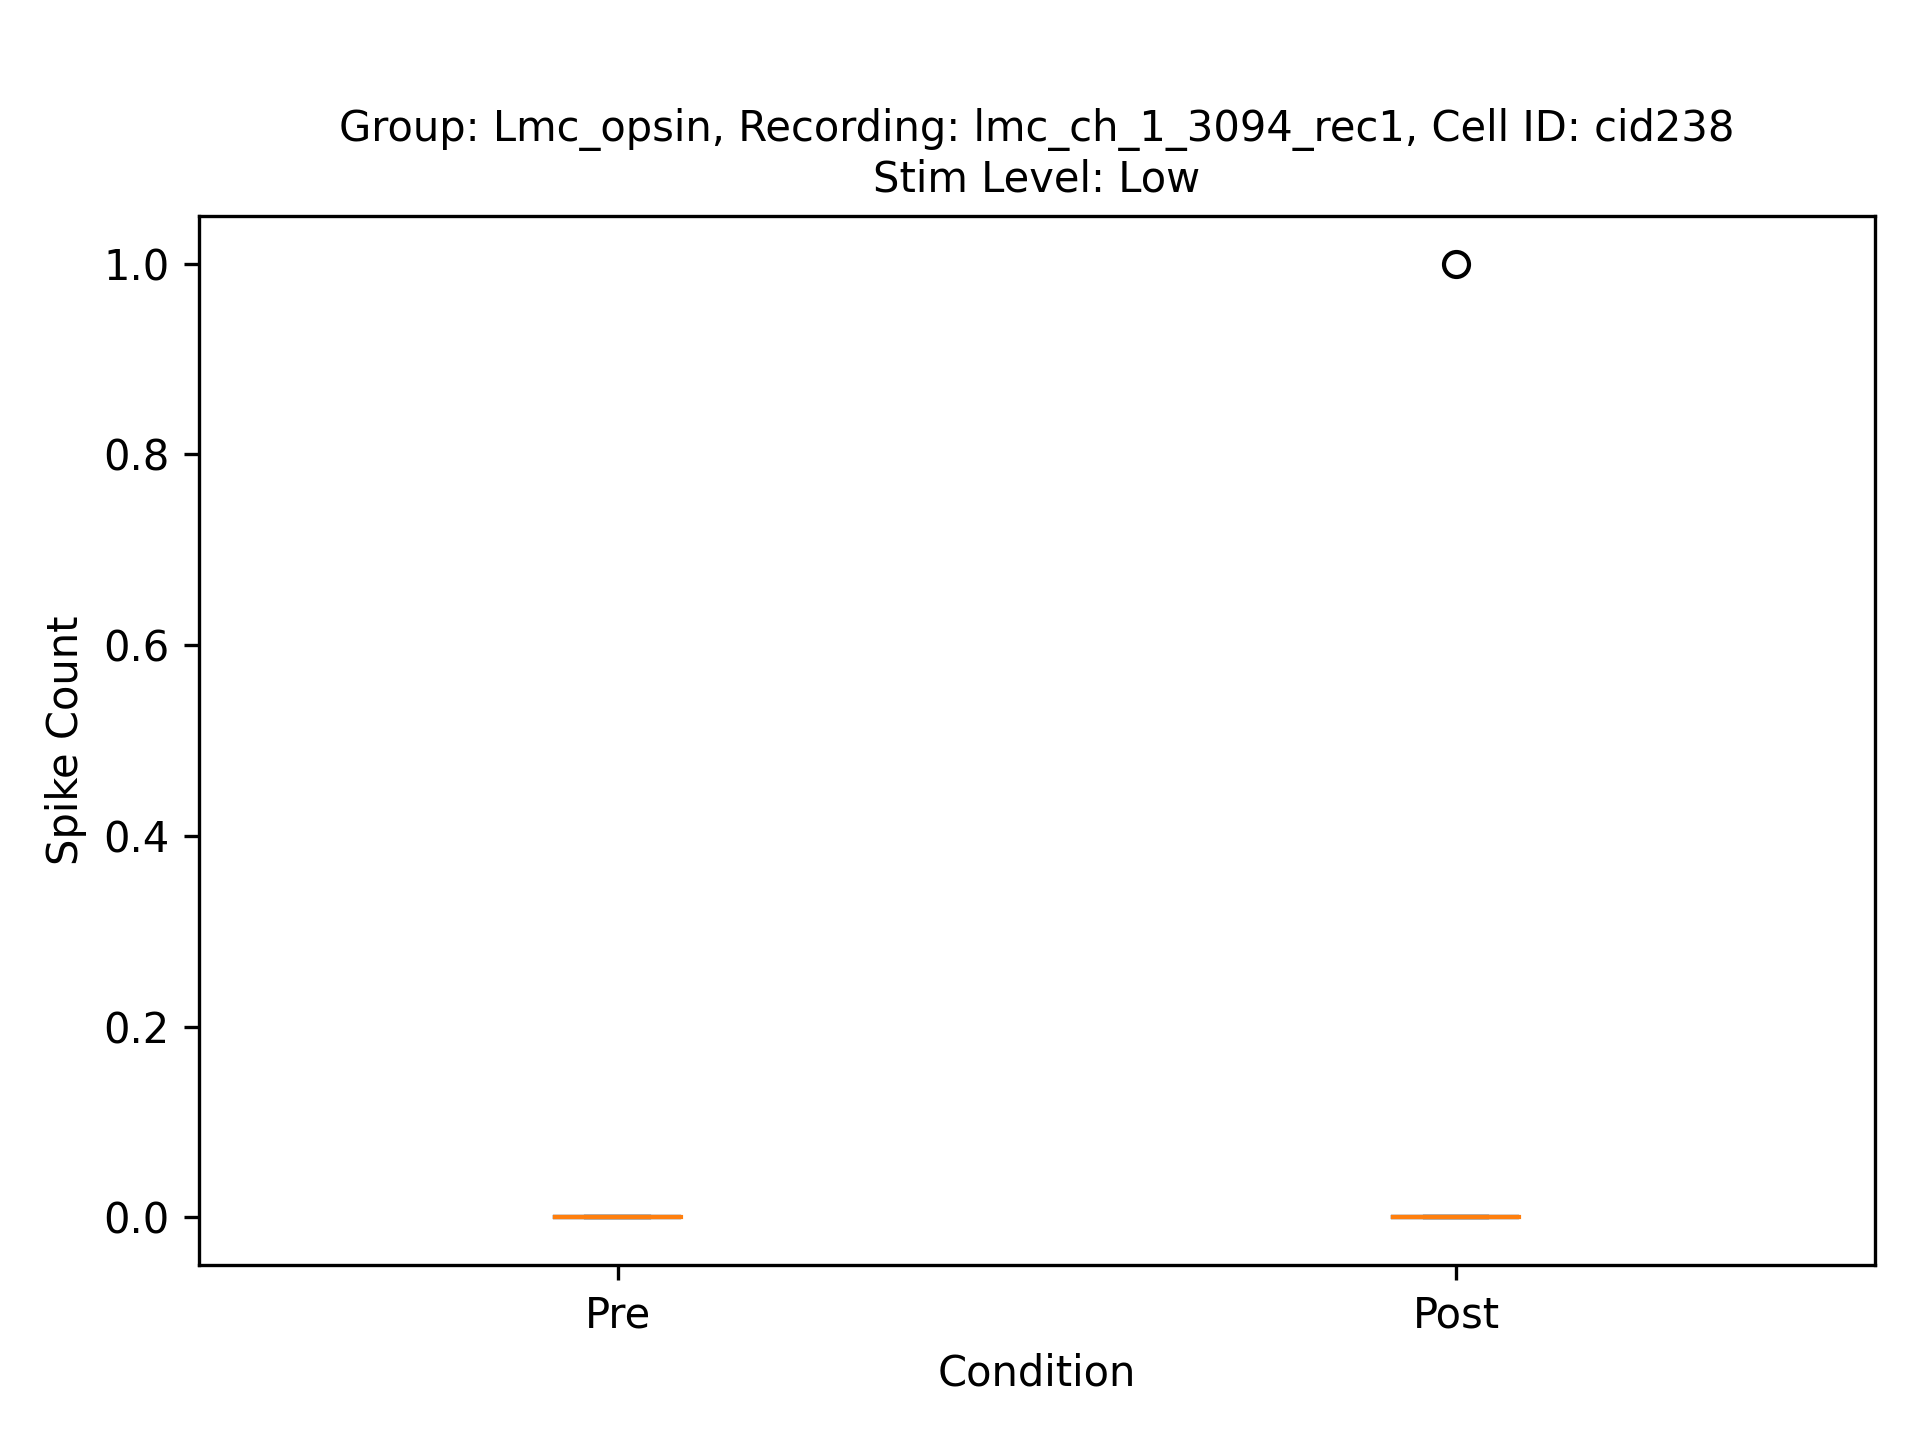 Group: Lmc_opsin, Recording: lmc_ch_1_3094_rec1, Cell ID: cid238
Stim Level: Low
1.0
0.8
0.6
0.4
0.2
0.0
Spike Count
Pre
Post
Condition